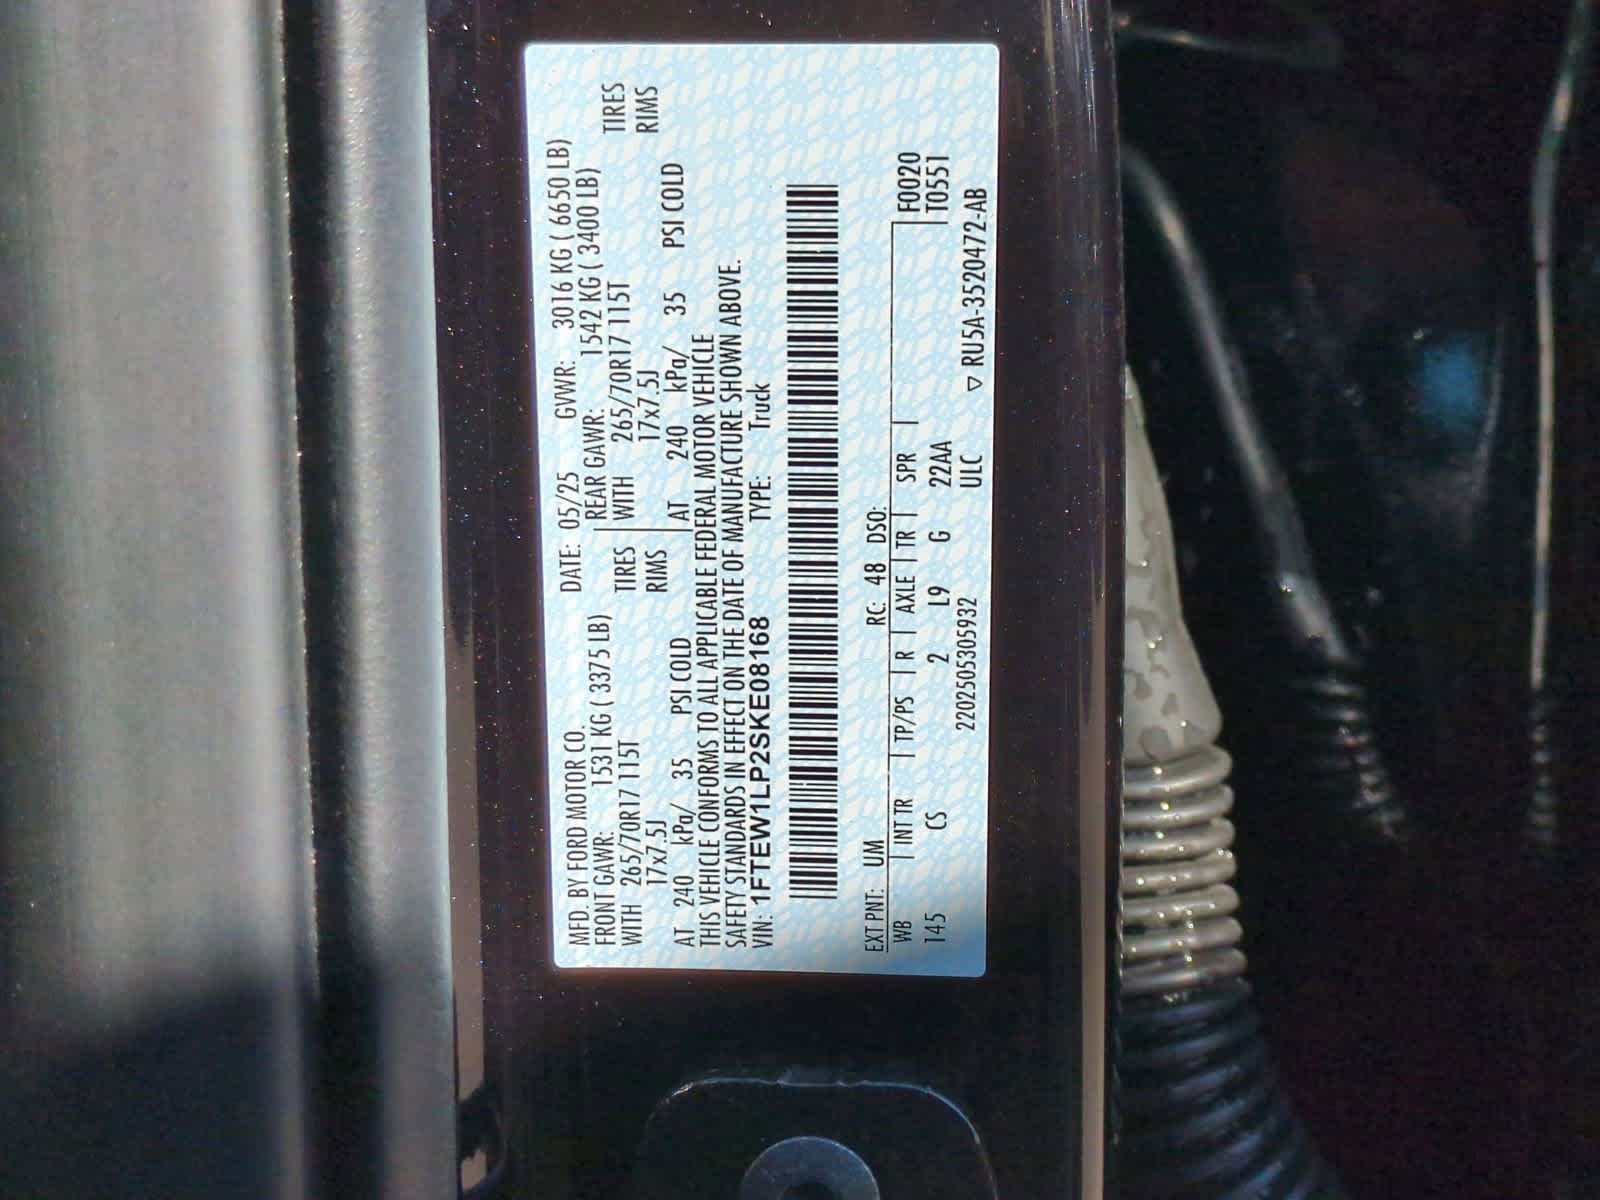 MFD. BY FORD MOTOR CO. DATE: 05/25 GVWR: 3016 KG ( 6650 LB)
FRONT GAWR: 1531 KG ( 3375 LB) REAR GAWR: 1542 KG ( 3400 LB)
WITH 265/70R17 115T TIRES WITH 265/70R17 115T TIRES
17x7.5J RIMS 17x7.5J RIMS
AT 240 kPa/ 35 PSI COLD AT 240 kPa/ 35 PSI COLD
THIS VEHICLE CONFORMS TO ALL APPLICABLE FEDERAL MOTOR VEHICLE
SAFETY STANDARDS IN EFFECT ON THE DATE OF MANUFACTURE SHOWN ABOVE.
VIN: 1FTEW1LP2SKE08168 TYPE: Truck
EXT PNT: UM RC: 48 DSO:
WB INT TR TP/PS R AXLE TR SPR F0020
145 CS 2 L9 G 22AA T0551
2202505305932 ULC
▽ RU5A-3520472-AB